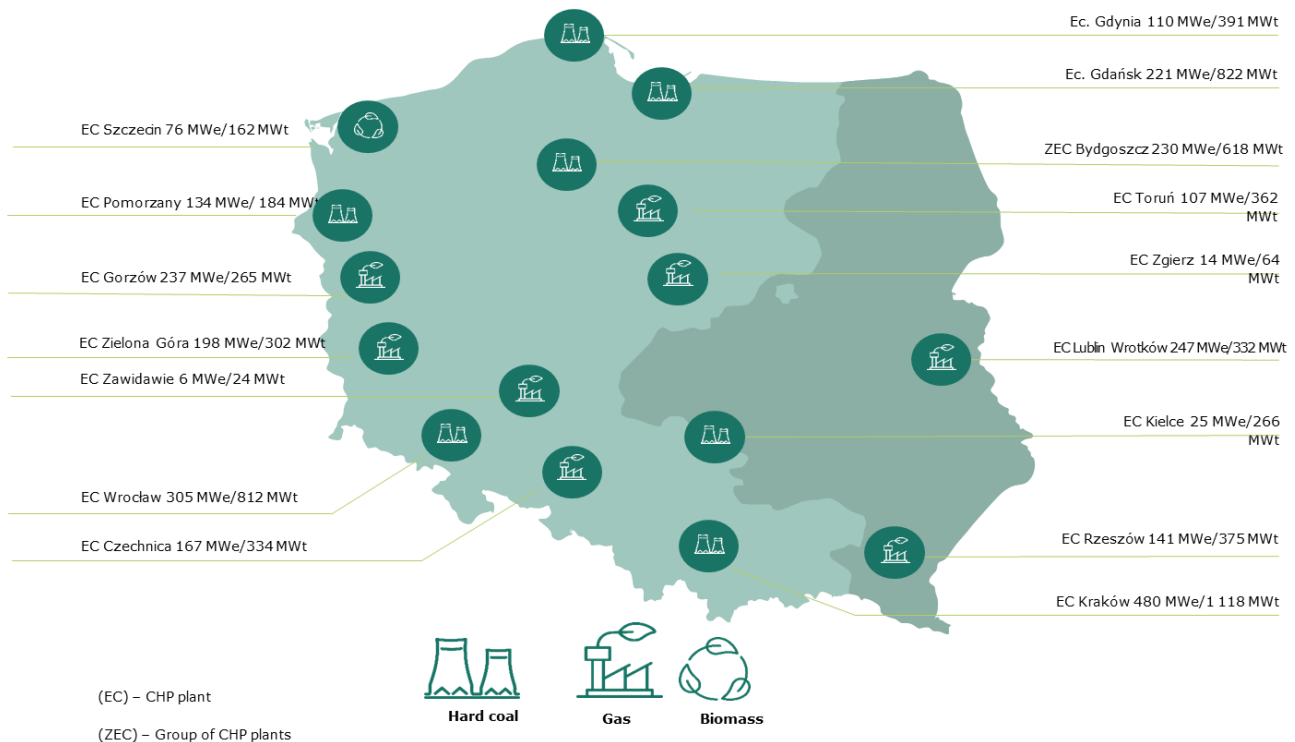 Ec. Gdynia 110 MWe/391 MWt
Ec. Gdańsk 221 MWe/822 MWt
EC Szczecin 76 MWe/162 MWt
ZEC Bydgoszcz 230 MWe/618 MWt
EC Pomorzany 134 MWe/ 184 MWt
EC Toruń 107 MWe/362
MWt
EC Gorzów 237 MWe/265 MWt
EC Zgierz 14 MWe/64
MWt
EC Zielona Góra 198 MWe/302 MWt
EC Lublin Wrotków 247 MWe/332 MWt
EC Zawidawie 6 MWe/24 MWt
EC Kielce 25 MWe/266
MWt
EC Wrocław 305 MWe/812 MWt
EC Czechnica 167 MWe/334 MWt
EC Rzeszów 141 MWe/375 MWt
EC Kraków 480 MWe/1 118 MWt
(EC) – CHP plant
(ZEC) – Group of CHP plants
Hard coal
Gas
Biomass